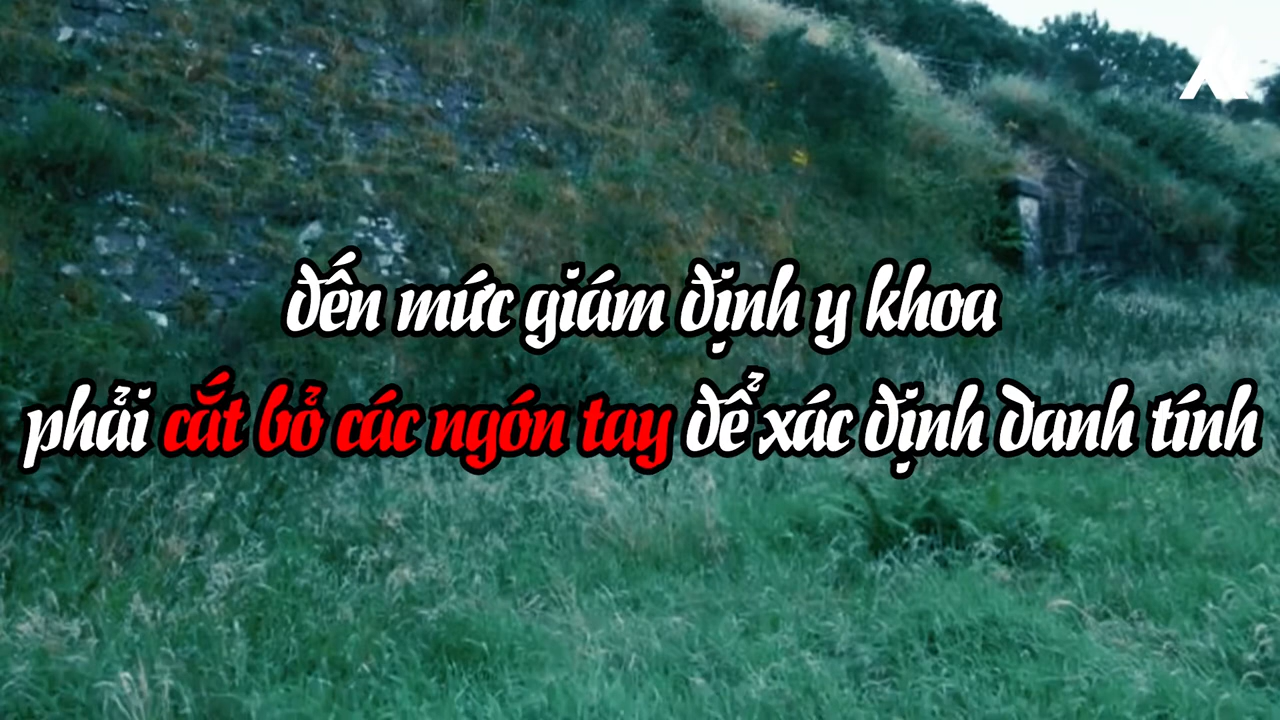 đến mức giám định y khoa
phải cắt bỏ các ngón tay để xác định danh tính